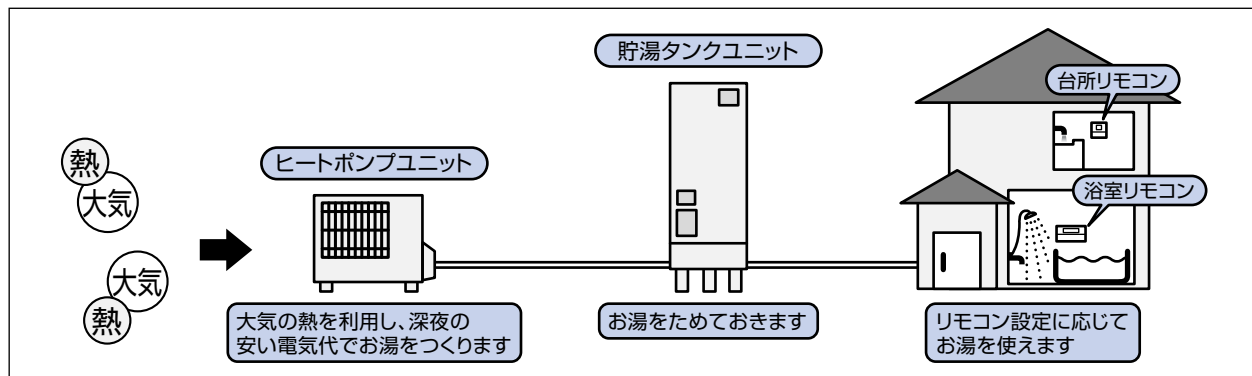 貯湯タンクユニット
台所リモコン
ヒートポンプユニット
浴室リモコン
熱
大気
大気
熱
大気の熱を利用し、深夜の
安い電気代でお湯をつくります
お湯をためておきます
リモコン設定に応じて
お湯を使えます